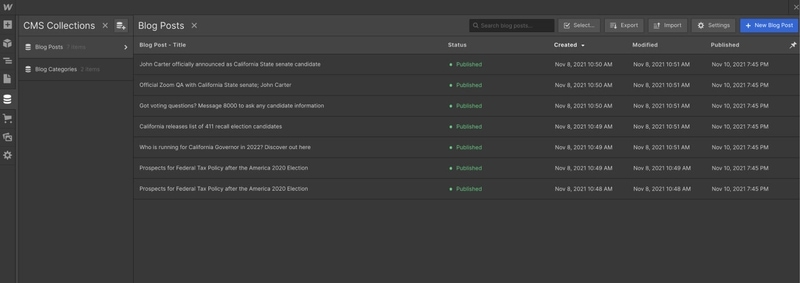 CMS Collections
Blog Posts 7 items
Blog Categories
items
Blog Posts
Search blog posts...
Select...
Export
Import
Settings
+ New Blog Post
Blog Post - Title Status Created Modified Published
John Carter officially announced as California State senate candidate Published Nov 8, 2021 10:50 AM Nov 8, 2021 10:51 AM Nov 10, 2021 7:45 PM
Official Zoom QA with California State senate; John Carter Published Nov 8, 2021 10:50 AM Nov 8, 2021 10:51 AM Nov 10, 2021 7:45 PM
Got voting questions? Message 8000 to ask any candidate information Published Nov 8, 2021 10:50 AM Nov 8, 2021 10:51 AM Nov 10, 2021 7:45 PM
California releases list of 411 recall election candidates Published Nov 8, 2021 10:49 AM Nov 8, 2021 10:51 AM Nov 10, 2021 7:45 PM
Who is running for California Governor in 2022? Discover out here Published Nov 8, 2021 10:49 AM Nov 8, 2021 10:51 AM Nov 10, 2021 7:45 PM
Prospects for Federal Tax Policy after the America 2020 Election Published Nov 8, 2021 10:49 AM Nov 8, 2021 10:49 AM Nov 10, 2021 7:45 PM
Prospects for Federal Tax Policy after the America 2020 Election Published Nov 8, 2021 10:48 AM Nov 8, 2021 10:48 AM Nov 10, 2021 7:45 PM